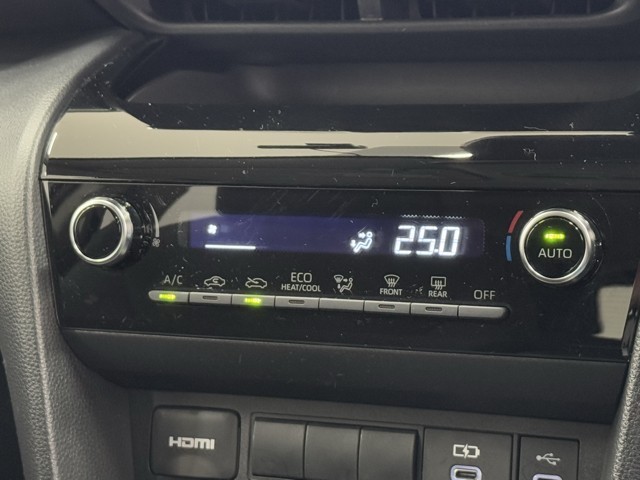 25.0
AUTO
A/C
ECO
HEAT/COOL
FRONT
REAR
OFF
HDMI